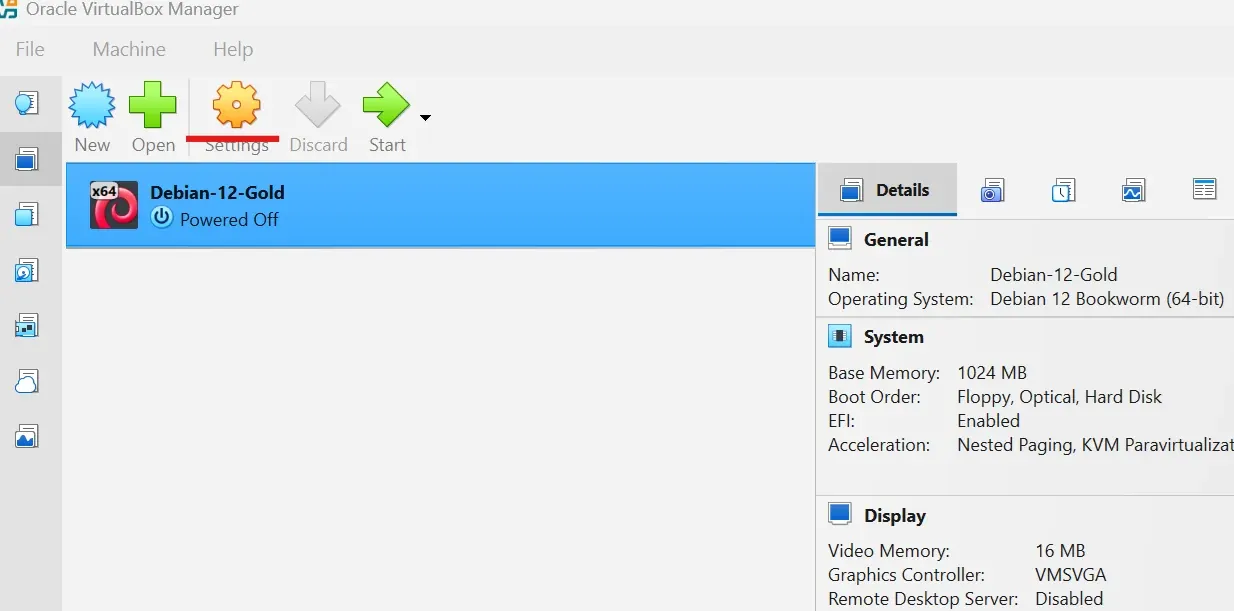 Oracle VirtualBox Manager
File Machine Help
New Open Settings Discard Start
x64 Debian-12-Gold
Powered Off
Details
General
Name: Debian-12-Gold
Operating System: Debian 12 Bookworm (64-bit)
System
Base Memory: 1024 MB
Boot Order: Floppy, Optical, Hard Disk
EFI: Enabled
Acceleration: Nested Paging, KVM Paravirtualizat
Display
Video Memory: 16 MB
Graphics Controller: VMSVGA
Remote Desktop Server: Disabled